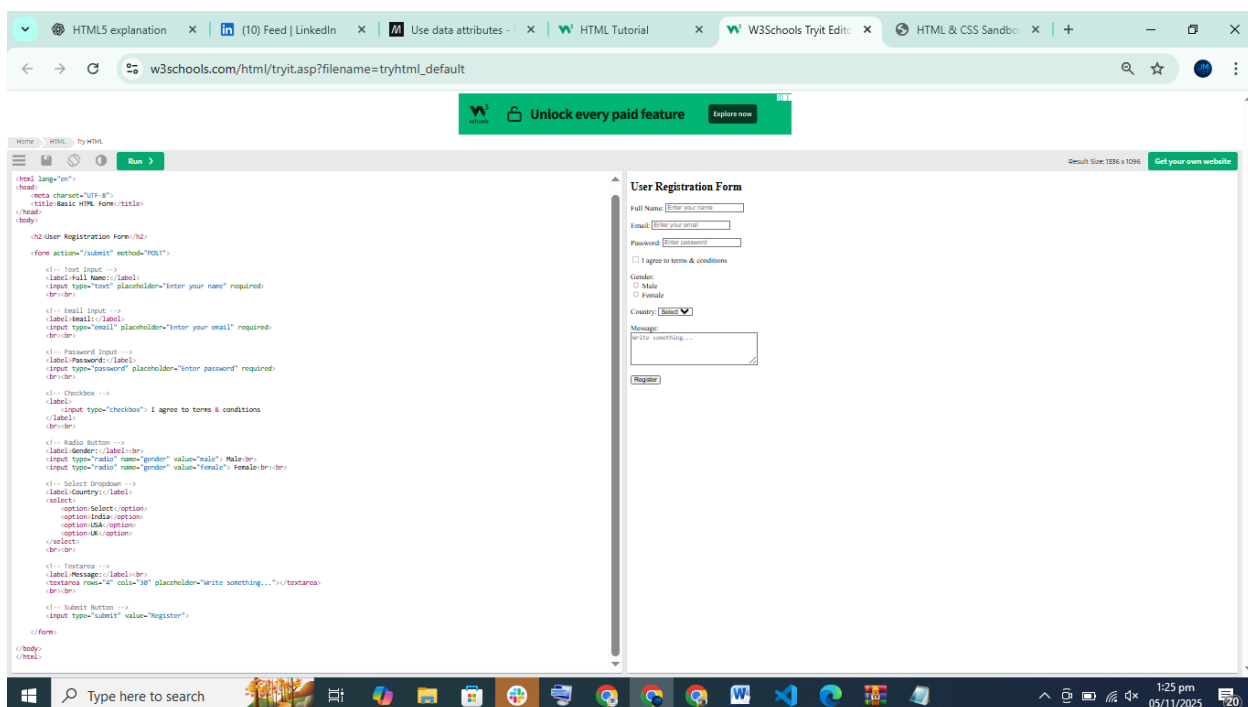 HTML5 explanation
(10) Feed | LinkedIn
Use data attributes -
HTML Tutorial
W3Schools Tryit Edito
HTML & CSS Sandbo
w3schools.com/html/tryit.asp?filename=tryhtml_default
JM
W3 schools Unlock every paid feature Explore now
Home HTML Try HTML
Run ❯
Result Size: 1336 x 1096 Get your own website
<html lang="en">
<head>
<meta charset="UTF-8">
<title>Basic HTML Form</title>
</head>
<body>
<h2>User Registration Form</h2>
<form action="/submit" method="POST">
<!-- Text Input -->
<label>Full Name:</label>
<input type="text" placeholder="Enter your name" required>
<br><br>
<!-- Email Input -->
<label>Email:</label>
<input type="email" placeholder="Enter your email" required>
<br><br>
<!-- Password Input -->
<label>Password:</label>
<input type="password" placeholder="Enter password" required>
<br><br>
<!-- Checkbox -->
<label>
<input type="checkbox"> I agree to terms & conditions
</label>
<br><br>
<!-- Radio Button -->
<label>Gender:</label><br>
<input type="radio" name="gender" value="male"> Male<br>
<input type="radio" name="gender" value="female"> Female<br><br>
<!-- Select Dropdown -->
<label>Country:</label>
<select>
<option>Select</option>
<option>India</option>
<option>USA</option>
<option>UK</option>
</select>
<br><br>
<!-- Textarea -->
<label>Message:</label><br>
<textarea rows="4" cols="30" placeholder="Write something..."></textarea>
<br><br>
<!-- Submit Button -->
<input type="submit" value="Register">
</form>
</body>
</html>
User Registration Form
Full Name: Enter your name
Email: Enter your email
Password: Enter password
I agree to terms & conditions
Gender:
Male
Female
Country: Select
Message:
Write something...
Register
Type here to search
1:25 pm
05/11/2025
20